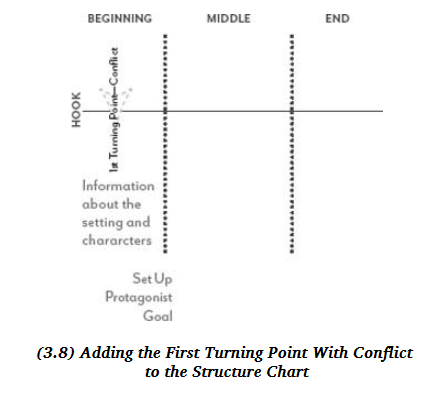 BEGINNING MIDDLE END
HOOK
1st Turning Point—Conflict
Information
about the
setting and
chararcters
Set Up
Protagonist
Goal
(3.8) Adding the First Turning Point With Conflict
to the Structure Chart